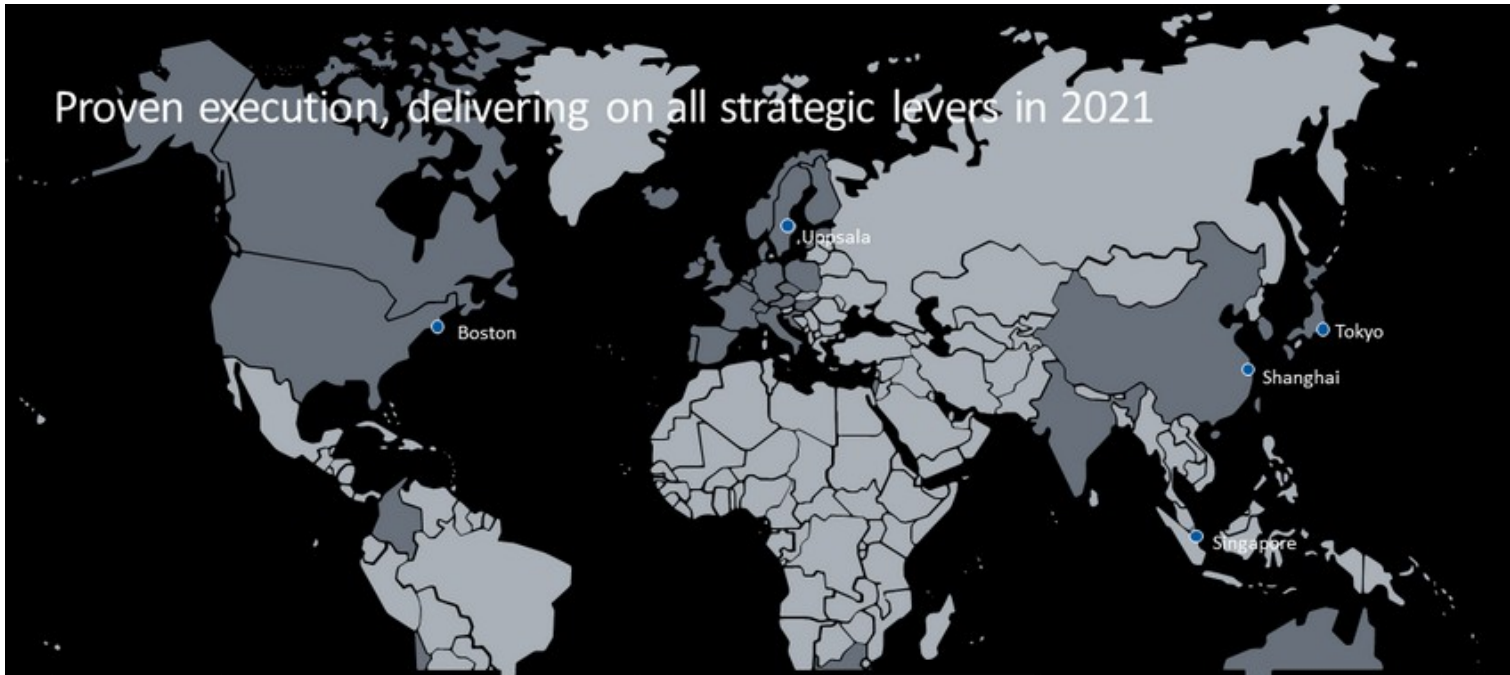 Proven execution, delivering on all strategic levers in 2021
Uppsala
Boston
Tokyo
Shanghai
Singapore